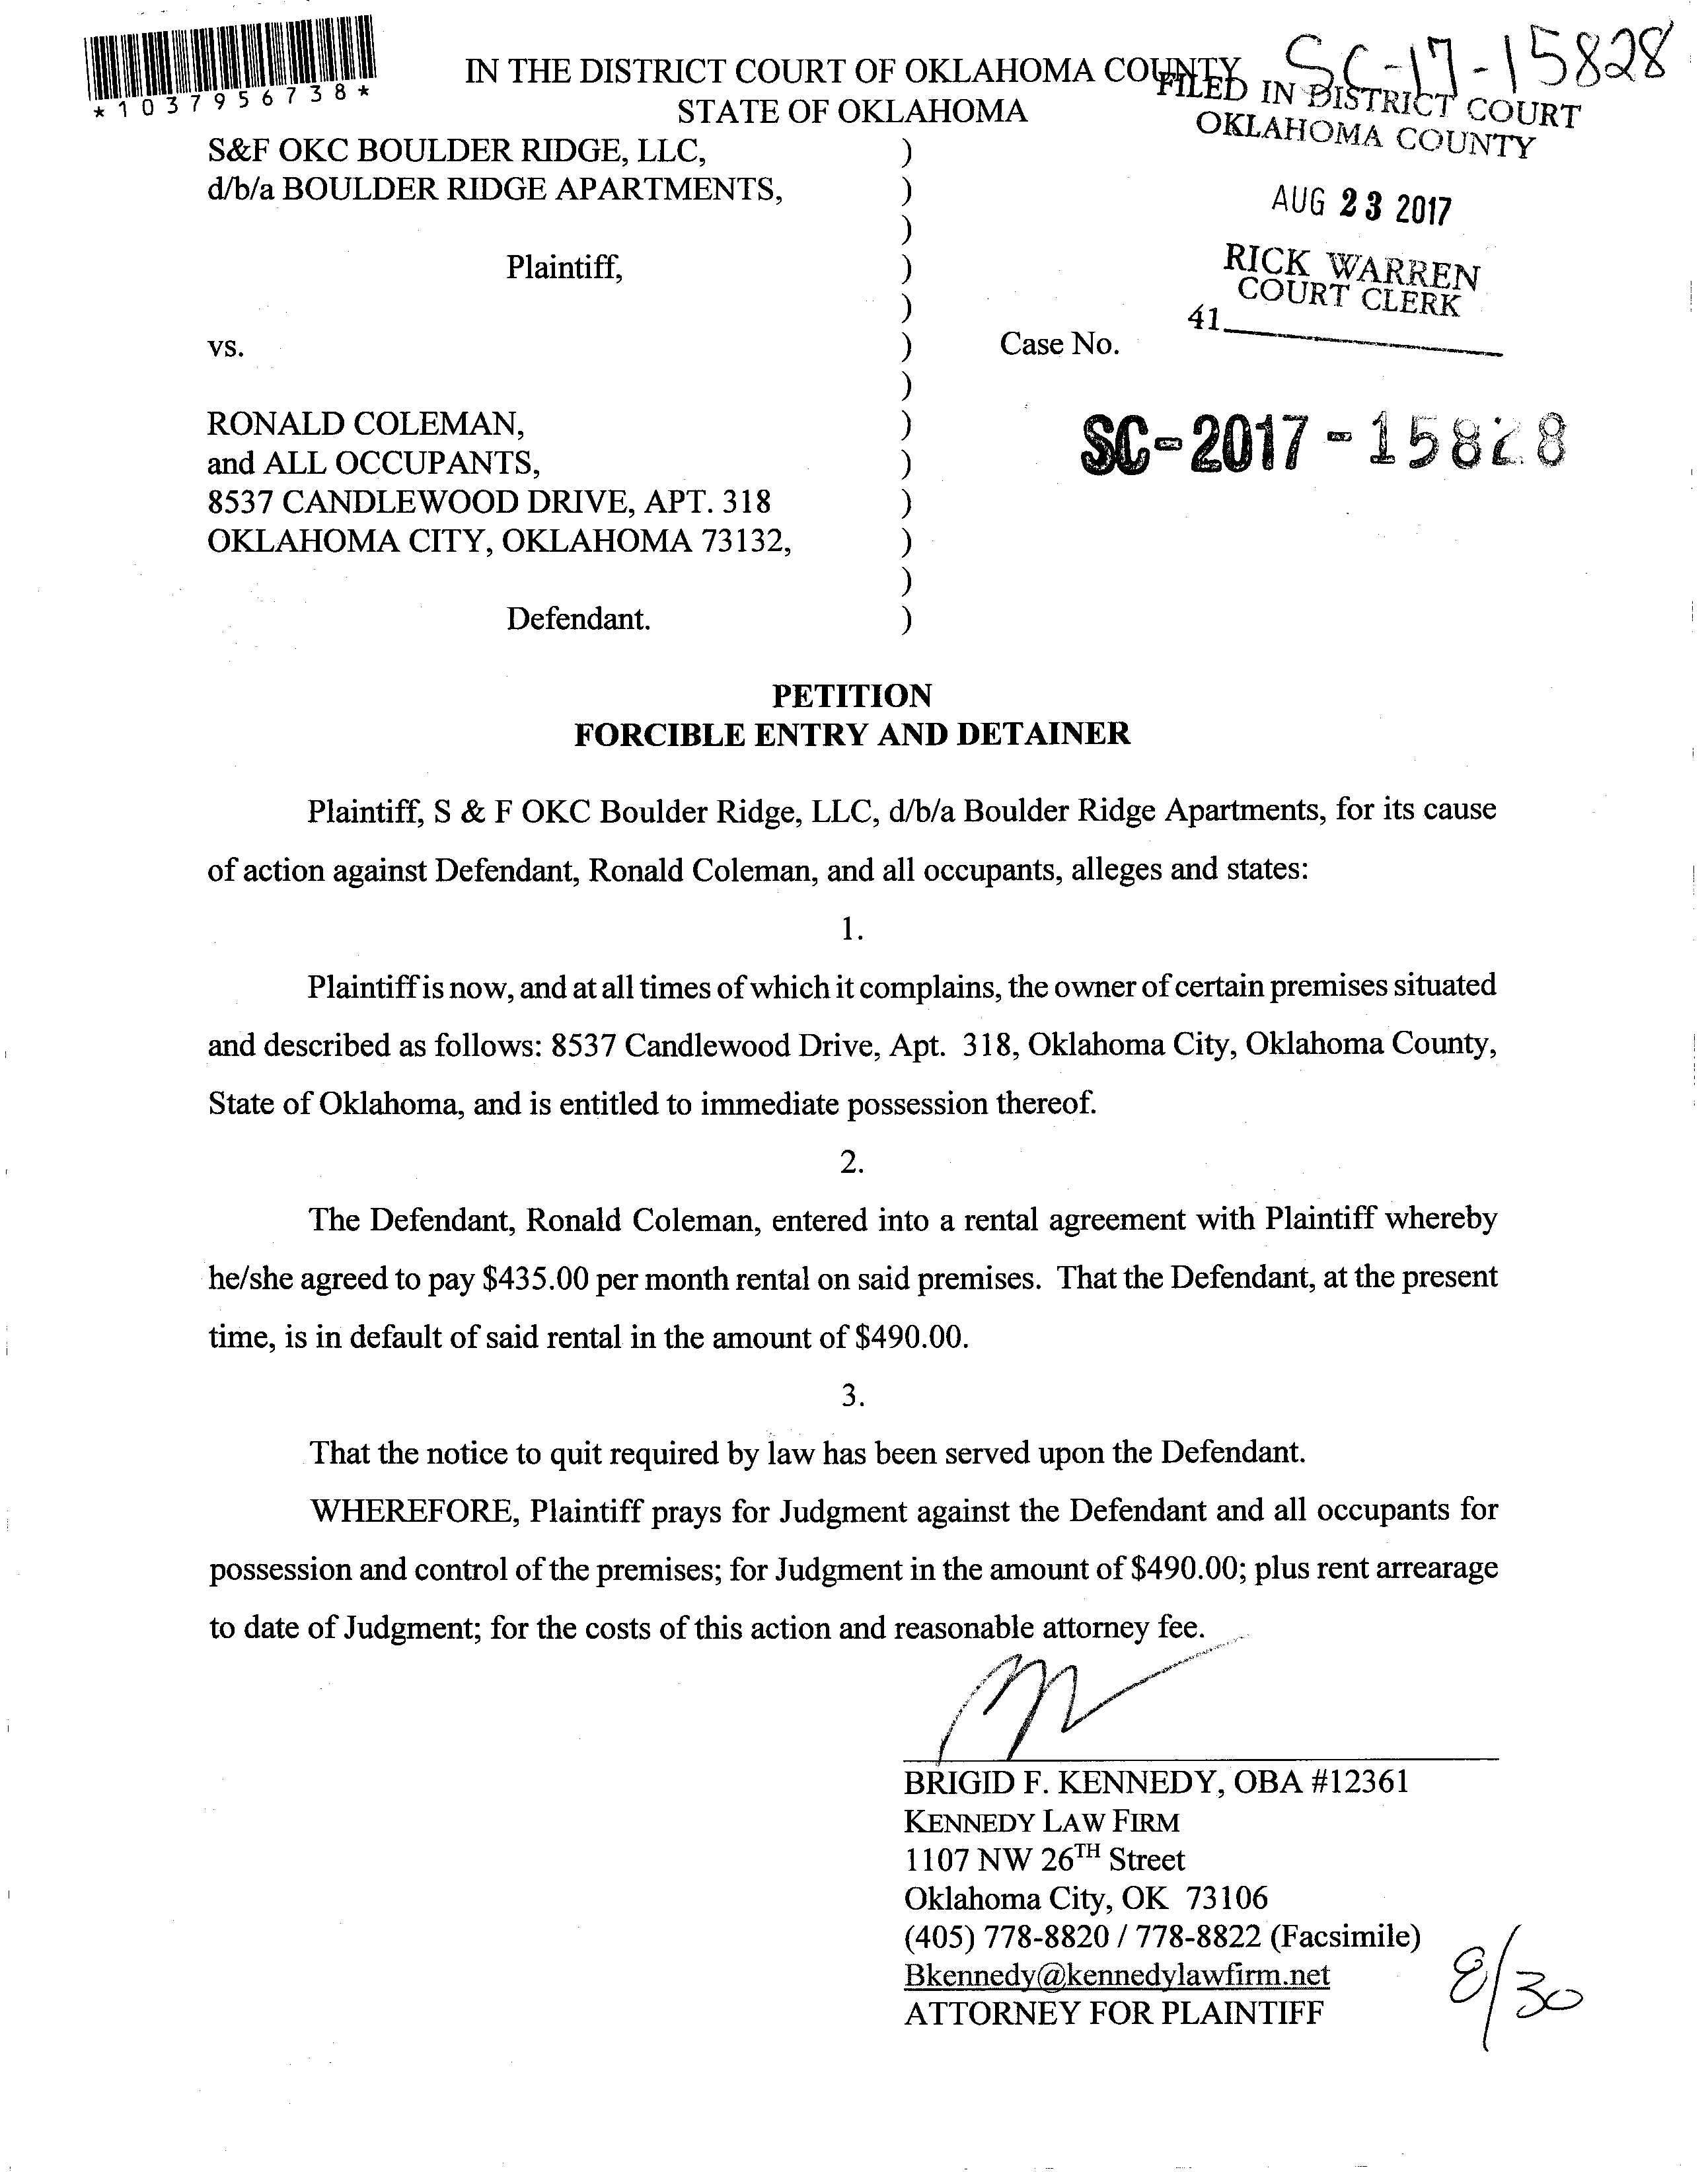 *1037956738*
SC-17-15828
IN THE DISTRICT COURT OF OKLAHOMA COUNTY
STATE OF OKLAHOMA
FILED IN DISTRICT COURT
OKLAHOMA COUNTY
AUG 23 2017
RICK WARREN
COURT CLERK
41
S&F OKC BOULDER RIDGE, LLC, )
d/b/a BOULDER RIDGE APARTMENTS, )
)
Plaintiff, )
)
vs. ) Case No.
)
RONALD COLEMAN, )
and ALL OCCUPANTS, )
8537 CANDLEWOOD DRIVE, APT. 318 )
OKLAHOMA CITY, OKLAHOMA 73132, )
)
Defendant. )
SC-2017-15828
PETITION
FORCIBLE ENTRY AND DETAINER
Plaintiff, S & F OKC Boulder Ridge, LLC, d/b/a Boulder Ridge Apartments, for its cause
of action against Defendant, Ronald Coleman, and all occupants, alleges and states:
1.
Plaintiff is now, and at all times of which it complains, the owner of certain premises situated
and described as follows: 8537 Candlewood Drive, Apt. 318, Oklahoma City, Oklahoma County,
State of Oklahoma, and is entitled to immediate possession thereof.
2.
The Defendant, Ronald Coleman, entered into a rental agreement with Plaintiff whereby
he/she agreed to pay $435.00 per month rental on said premises. That the Defendant, at the present
time, is in default of said rental in the amount of $490.00.
3.
That the notice to quit required by law has been served upon the Defendant.
WHEREFORE, Plaintiff prays for Judgment against the Defendant and all occupants for
possession and control of the premises; for Judgment in the amount of $490.00; plus rent arrearage
to date of Judgment; for the costs of this action and reasonable attorney fee.
BRIGID F. KENNEDY, OBA #12361
KENNEDY LAW FIRM
1107 NW 26TH Street
Oklahoma City, OK 73106
(405) 778-8820 / 778-8822 (Facsimile)
Bkennedy@kennedylawfirm.net
ATTORNEY FOR PLAINTIFF
8/30